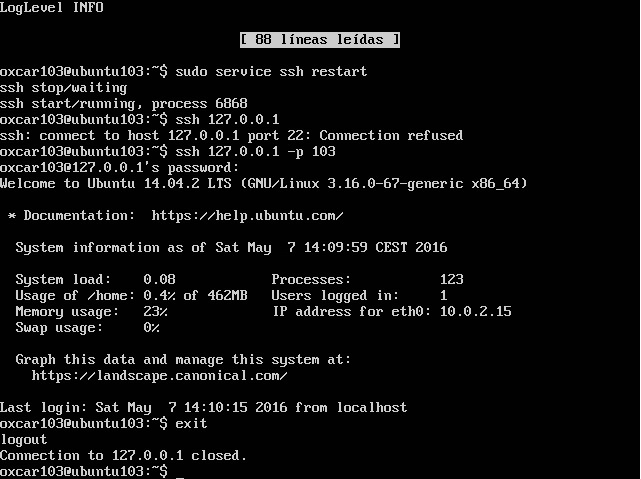 LogLevel INFO
[ 88 líneas leídas ]
oxcar103@ubuntu103:~$ sudo service ssh restart
ssh stop/waiting
ssh start/running, process 6868
oxcar103@ubuntu103:~$ ssh 127.0.0.1
ssh: connect to host 127.0.0.1 port 22: Connection refused
oxcar103@ubuntu103:~$ ssh 127.0.0.1 -p 103
oxcar103@127.0.0.1's password:
Welcome to Ubuntu 14.04.2 LTS (GNU/Linux 3.16.0-67-generic x86_64)
* Documentation:  https://help.ubuntu.com/
System information as of Sat May  7 14:09:59 CEST 2016
System load:    0.08             Processes:           123
Usage of /home: 0.4% of 462MB   Users logged in:     1
Memory usage:   23%             IP address for eth0: 10.0.2.15
Swap usage:     0%
Graph this data and manage this system at:
https://landscape.canonical.com/
Last login: Sat May  7 14:10:15 2016 from localhost
oxcar103@ubuntu103:~$ exit
logout
Connection to 127.0.0.1 closed.
oxcar103@ubuntu103:~$ _